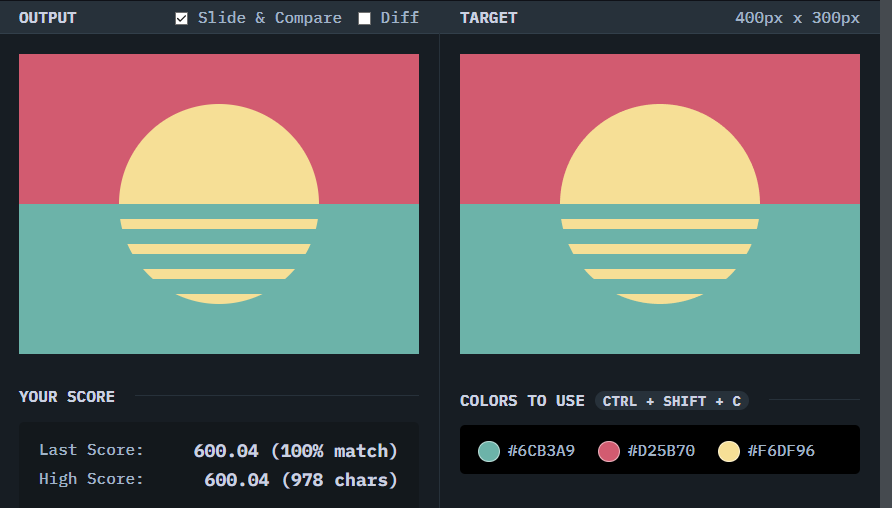 OUTPUT Slide & Compare Diff
TARGET 400px x 300px
YOUR SCORE
Last Score: 600.04 (100% match)
High Score: 600.04 (978 chars)
COLORS TO USE CTRL + SHIFT + C
#6CB3A9 #D25B70 #F6DF96